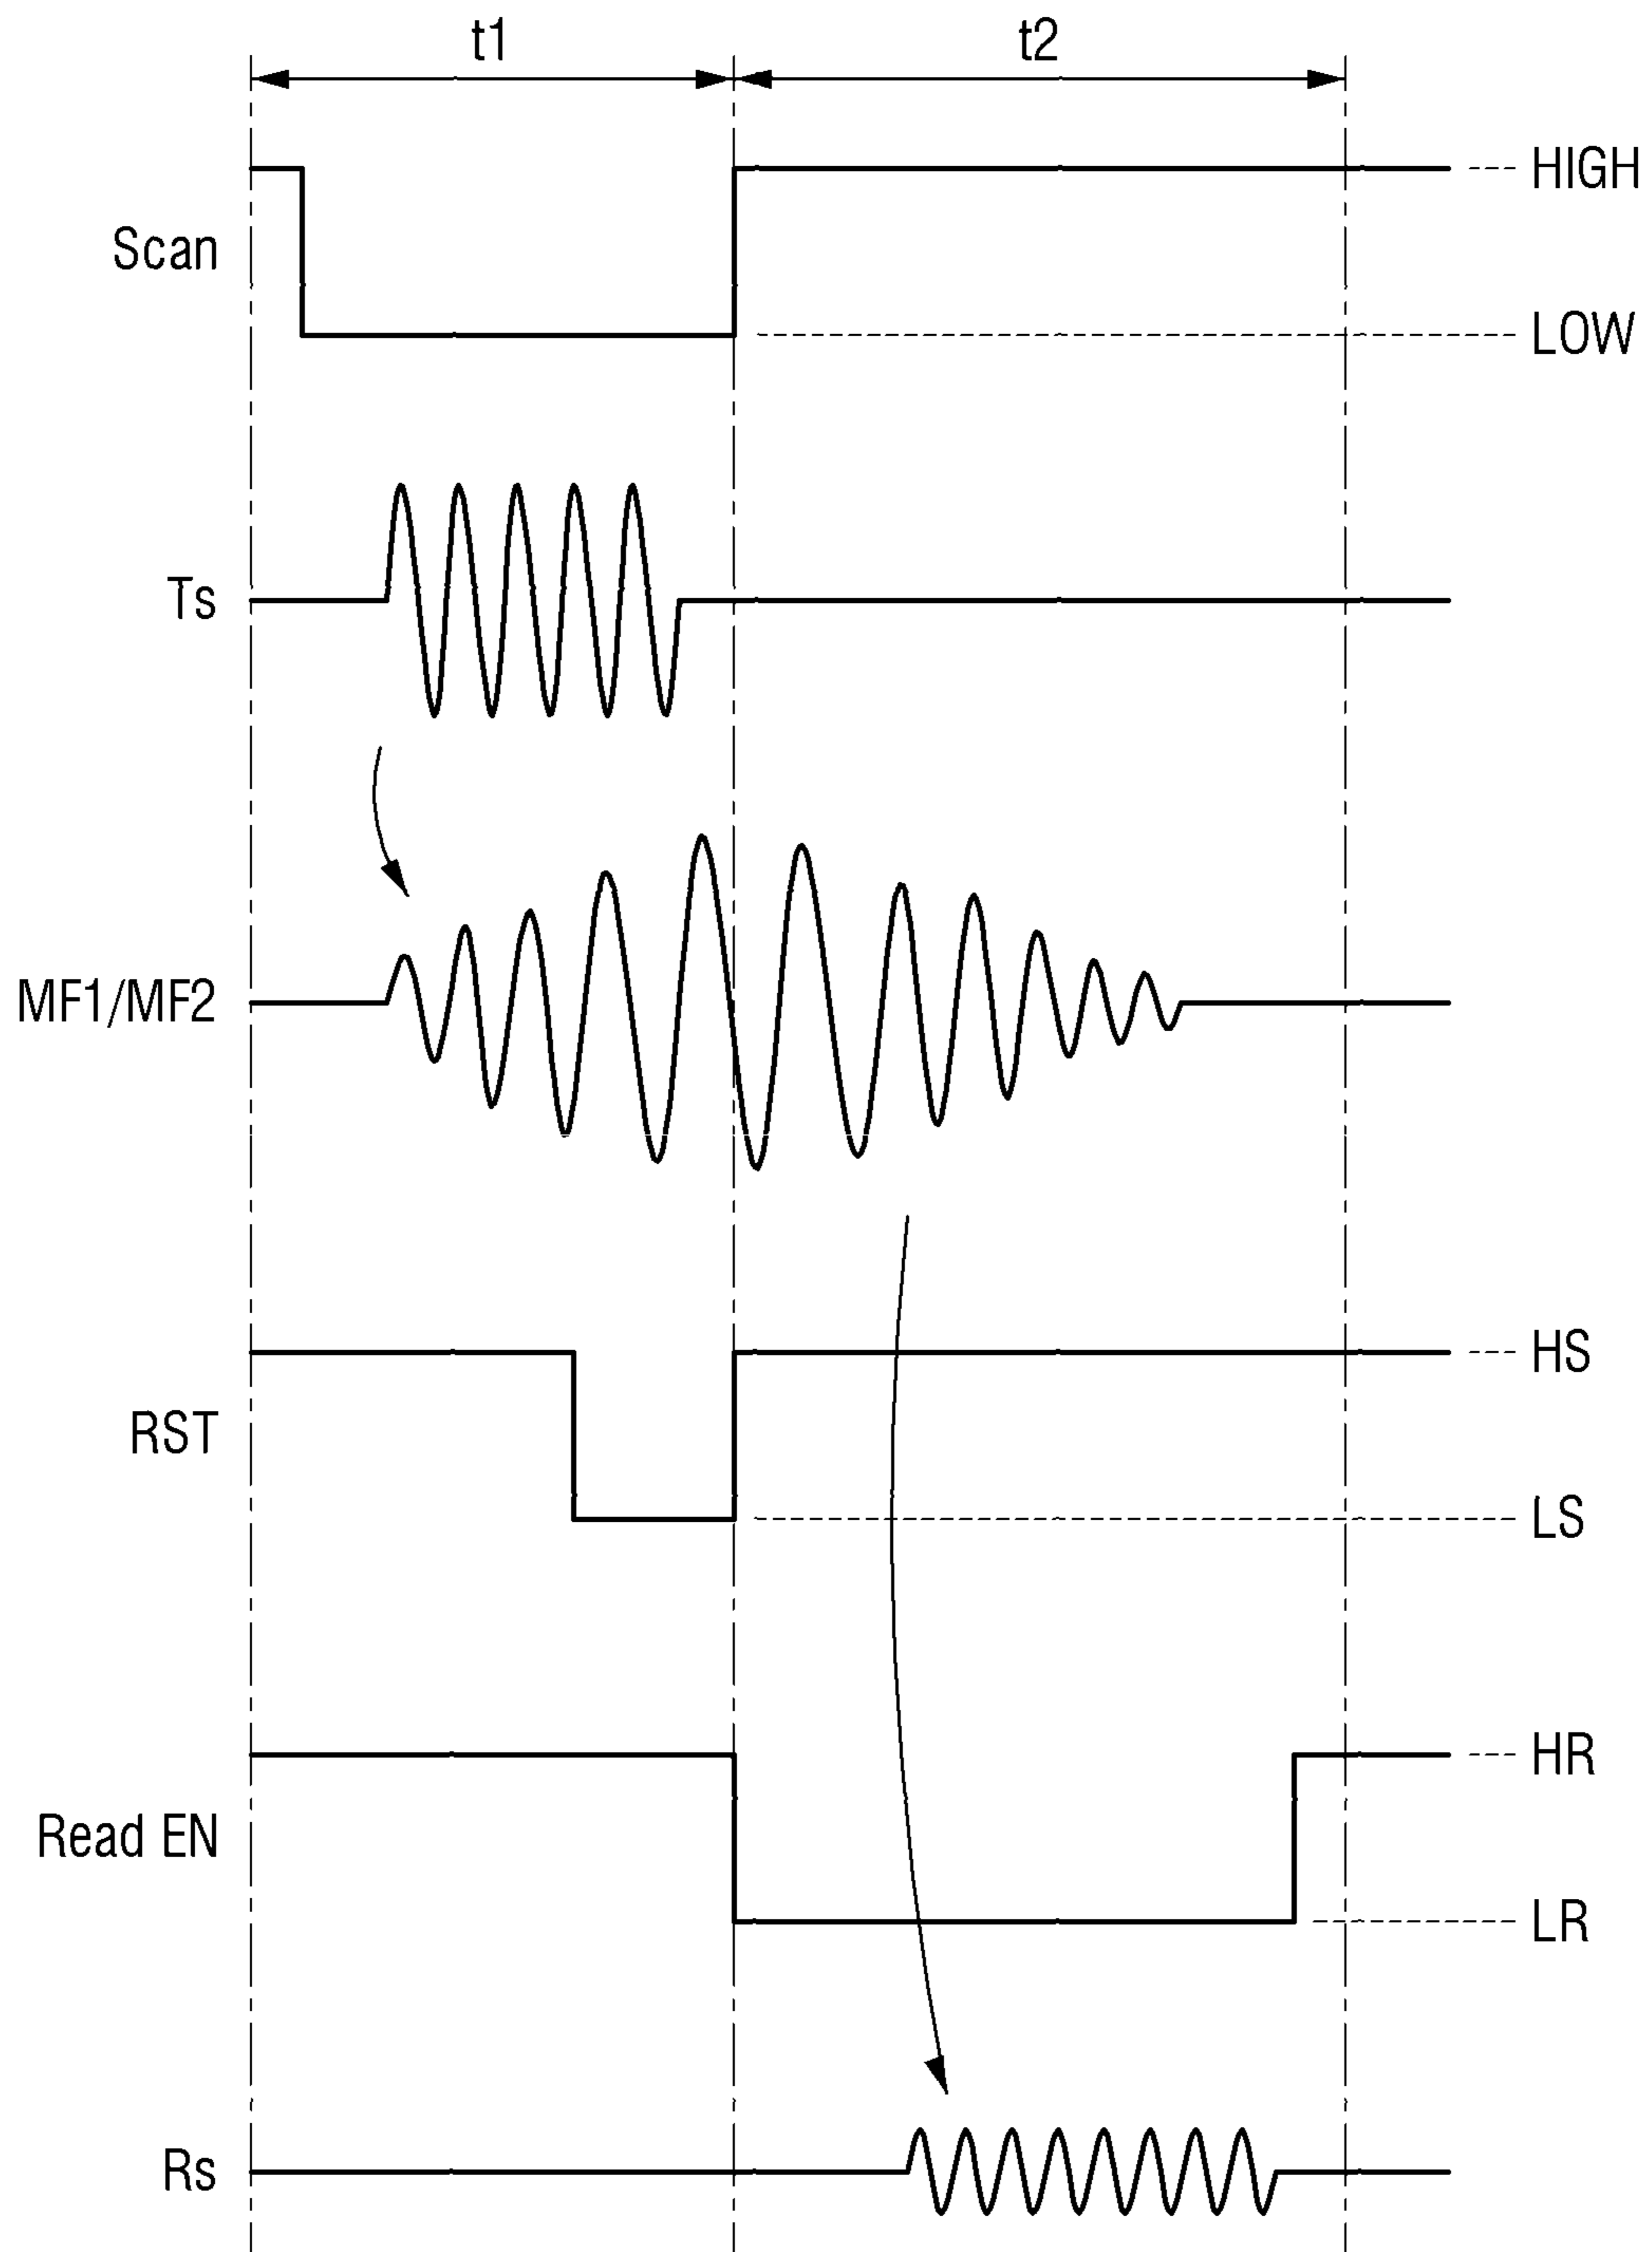 t1
t2
HIGH
Scan
LOW
Ts
MF1/MF2
HS
RST
LS
HR
Read EN
LR
Rs